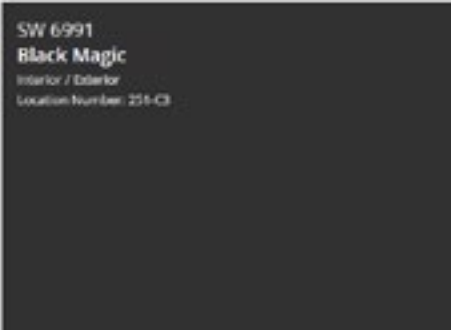 SW 6991
Black Magic
Interior / Exterior
Location Number: 251-C3